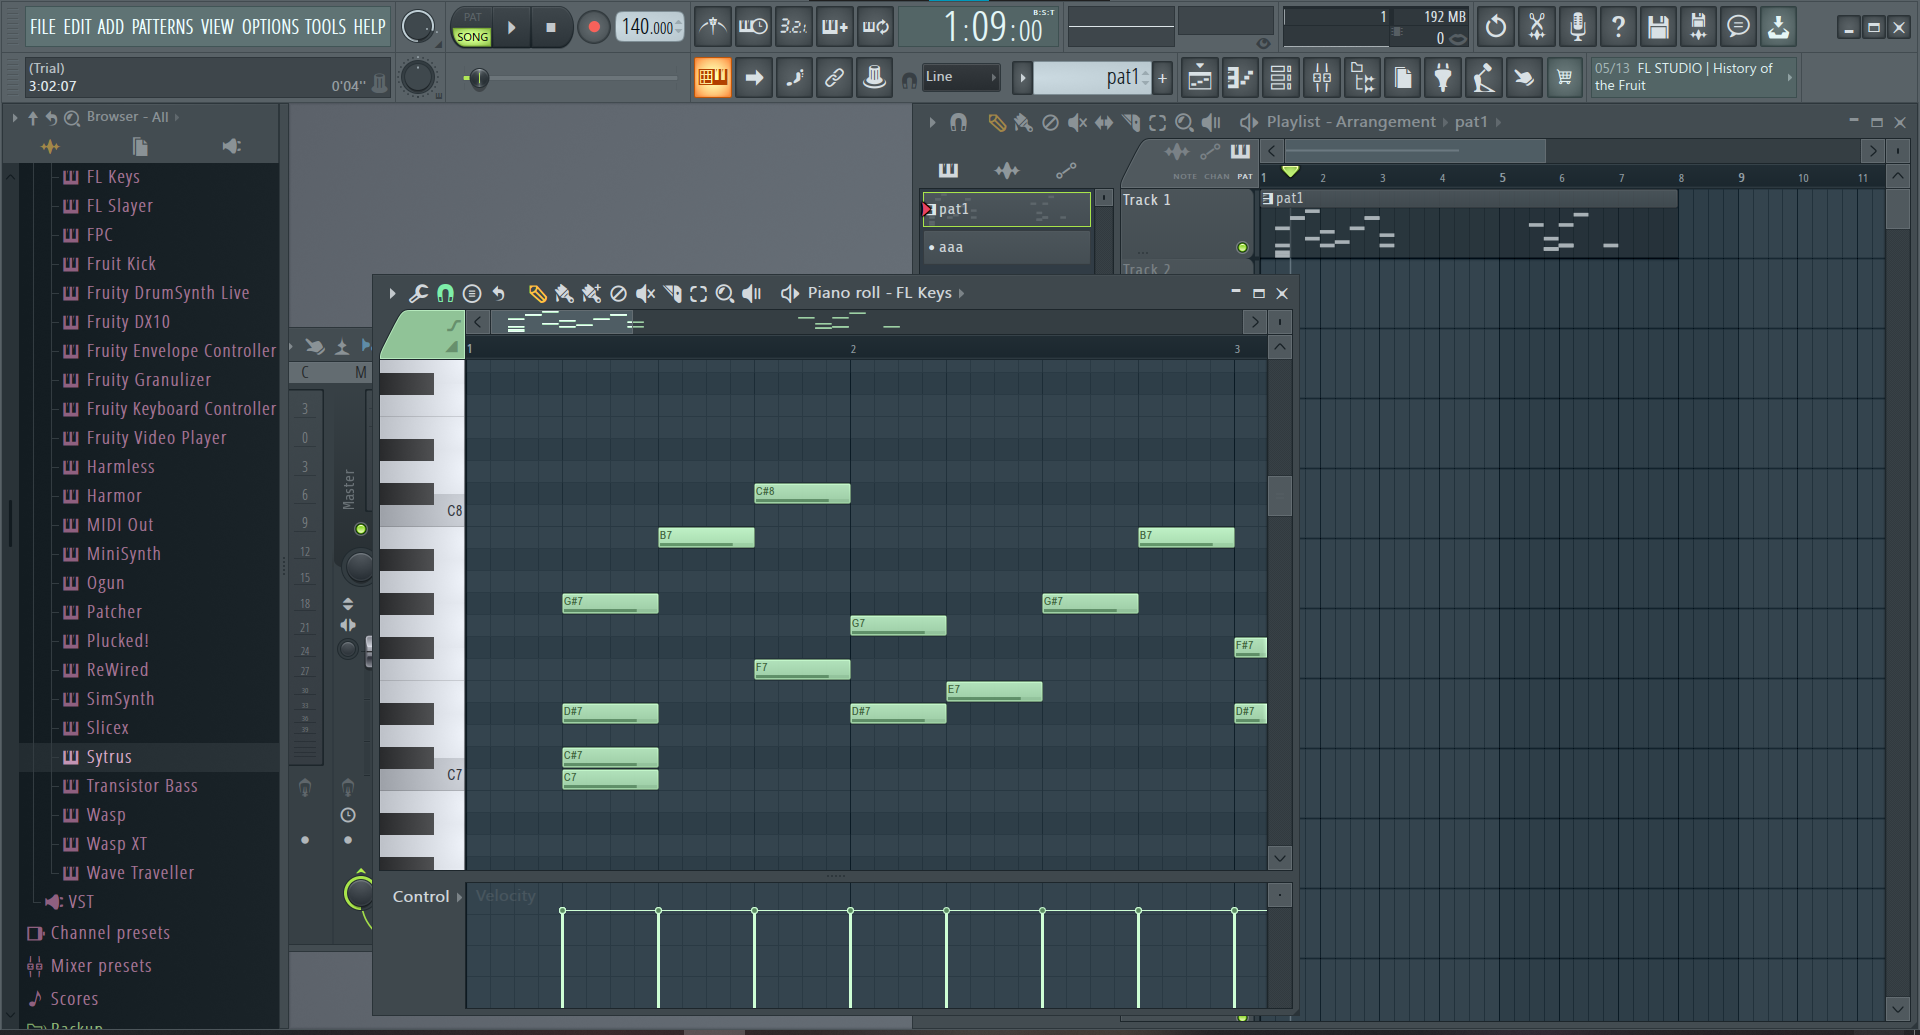 FILE EDIT ADD PATTERNS VIEW OPTIONS TOOLS HELP
PAT
SONG
140.000
3.2.
1:09:00
B:S:T
1
192 MB
0
(Trial)
3:02:07
0'04''
Line
pat1
+
05/13 FL STUDIO | History of
the Fruit
Browser - All
FL Keys
FL Slayer
FPC
Fruit Kick
Fruity DrumSynth Live
Fruity DX10
Fruity Envelope Controller
Fruity Granulizer
Fruity Keyboard Controller
Fruity Video Player
Harmless
Harmor
MIDI Out
MiniSynth
Ogun
Patcher
Plucked!
ReWired
SimSynth
Slicex
Sytrus
Transistor Bass
Wasp
Wasp XT
Wave Traveller
VST
Channel presets
Mixer presets
Scores
Backup
C M
3
0
3
6
9
12
15
18
21
24
27
Master
Playlist - Arrangement pat1
NOTE CHAN PAT
1 2 3 4 5 6 7 8 9 10 11
pat1
aaa
Track 1
Track 2
pat1
Piano roll - FL Keys
1 2 3
C8
C7
C#8
B7
B7
G#7
G#7
G7
F#7
F7
E7
D#7
D#7
D#7
C#7
C7
Control
Velocity